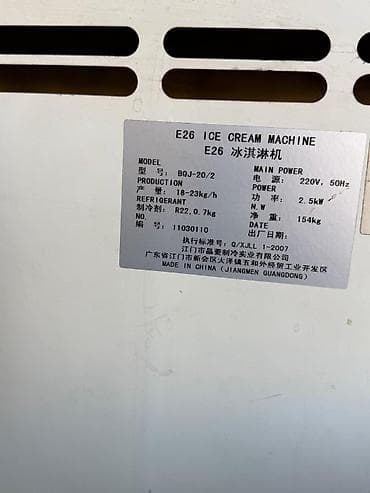 E26 ICE CREAM MACHINE
E26 冰淇淋机
MODEL
型 号: BQJ-20/2
MAIN POWER
电 源: 220V, 50Hz
PRODUCTION
产 量: 18-23kg/h
POWER
功 率: 2.5kW
REFRIGERANT
制冷剂: R22, 0.7kg
N.W
净 重: 154kg
NO.
编 号: 11030110
DATE
出厂日期:
执行标准号: Q/XJLL 1-2007
江门市晶菱制冷实业有限公司
广东省江门市新会区大泽镇五和外经贸工业开发区
MADE IN CHINA (JIANGMEN GUANGDONG)